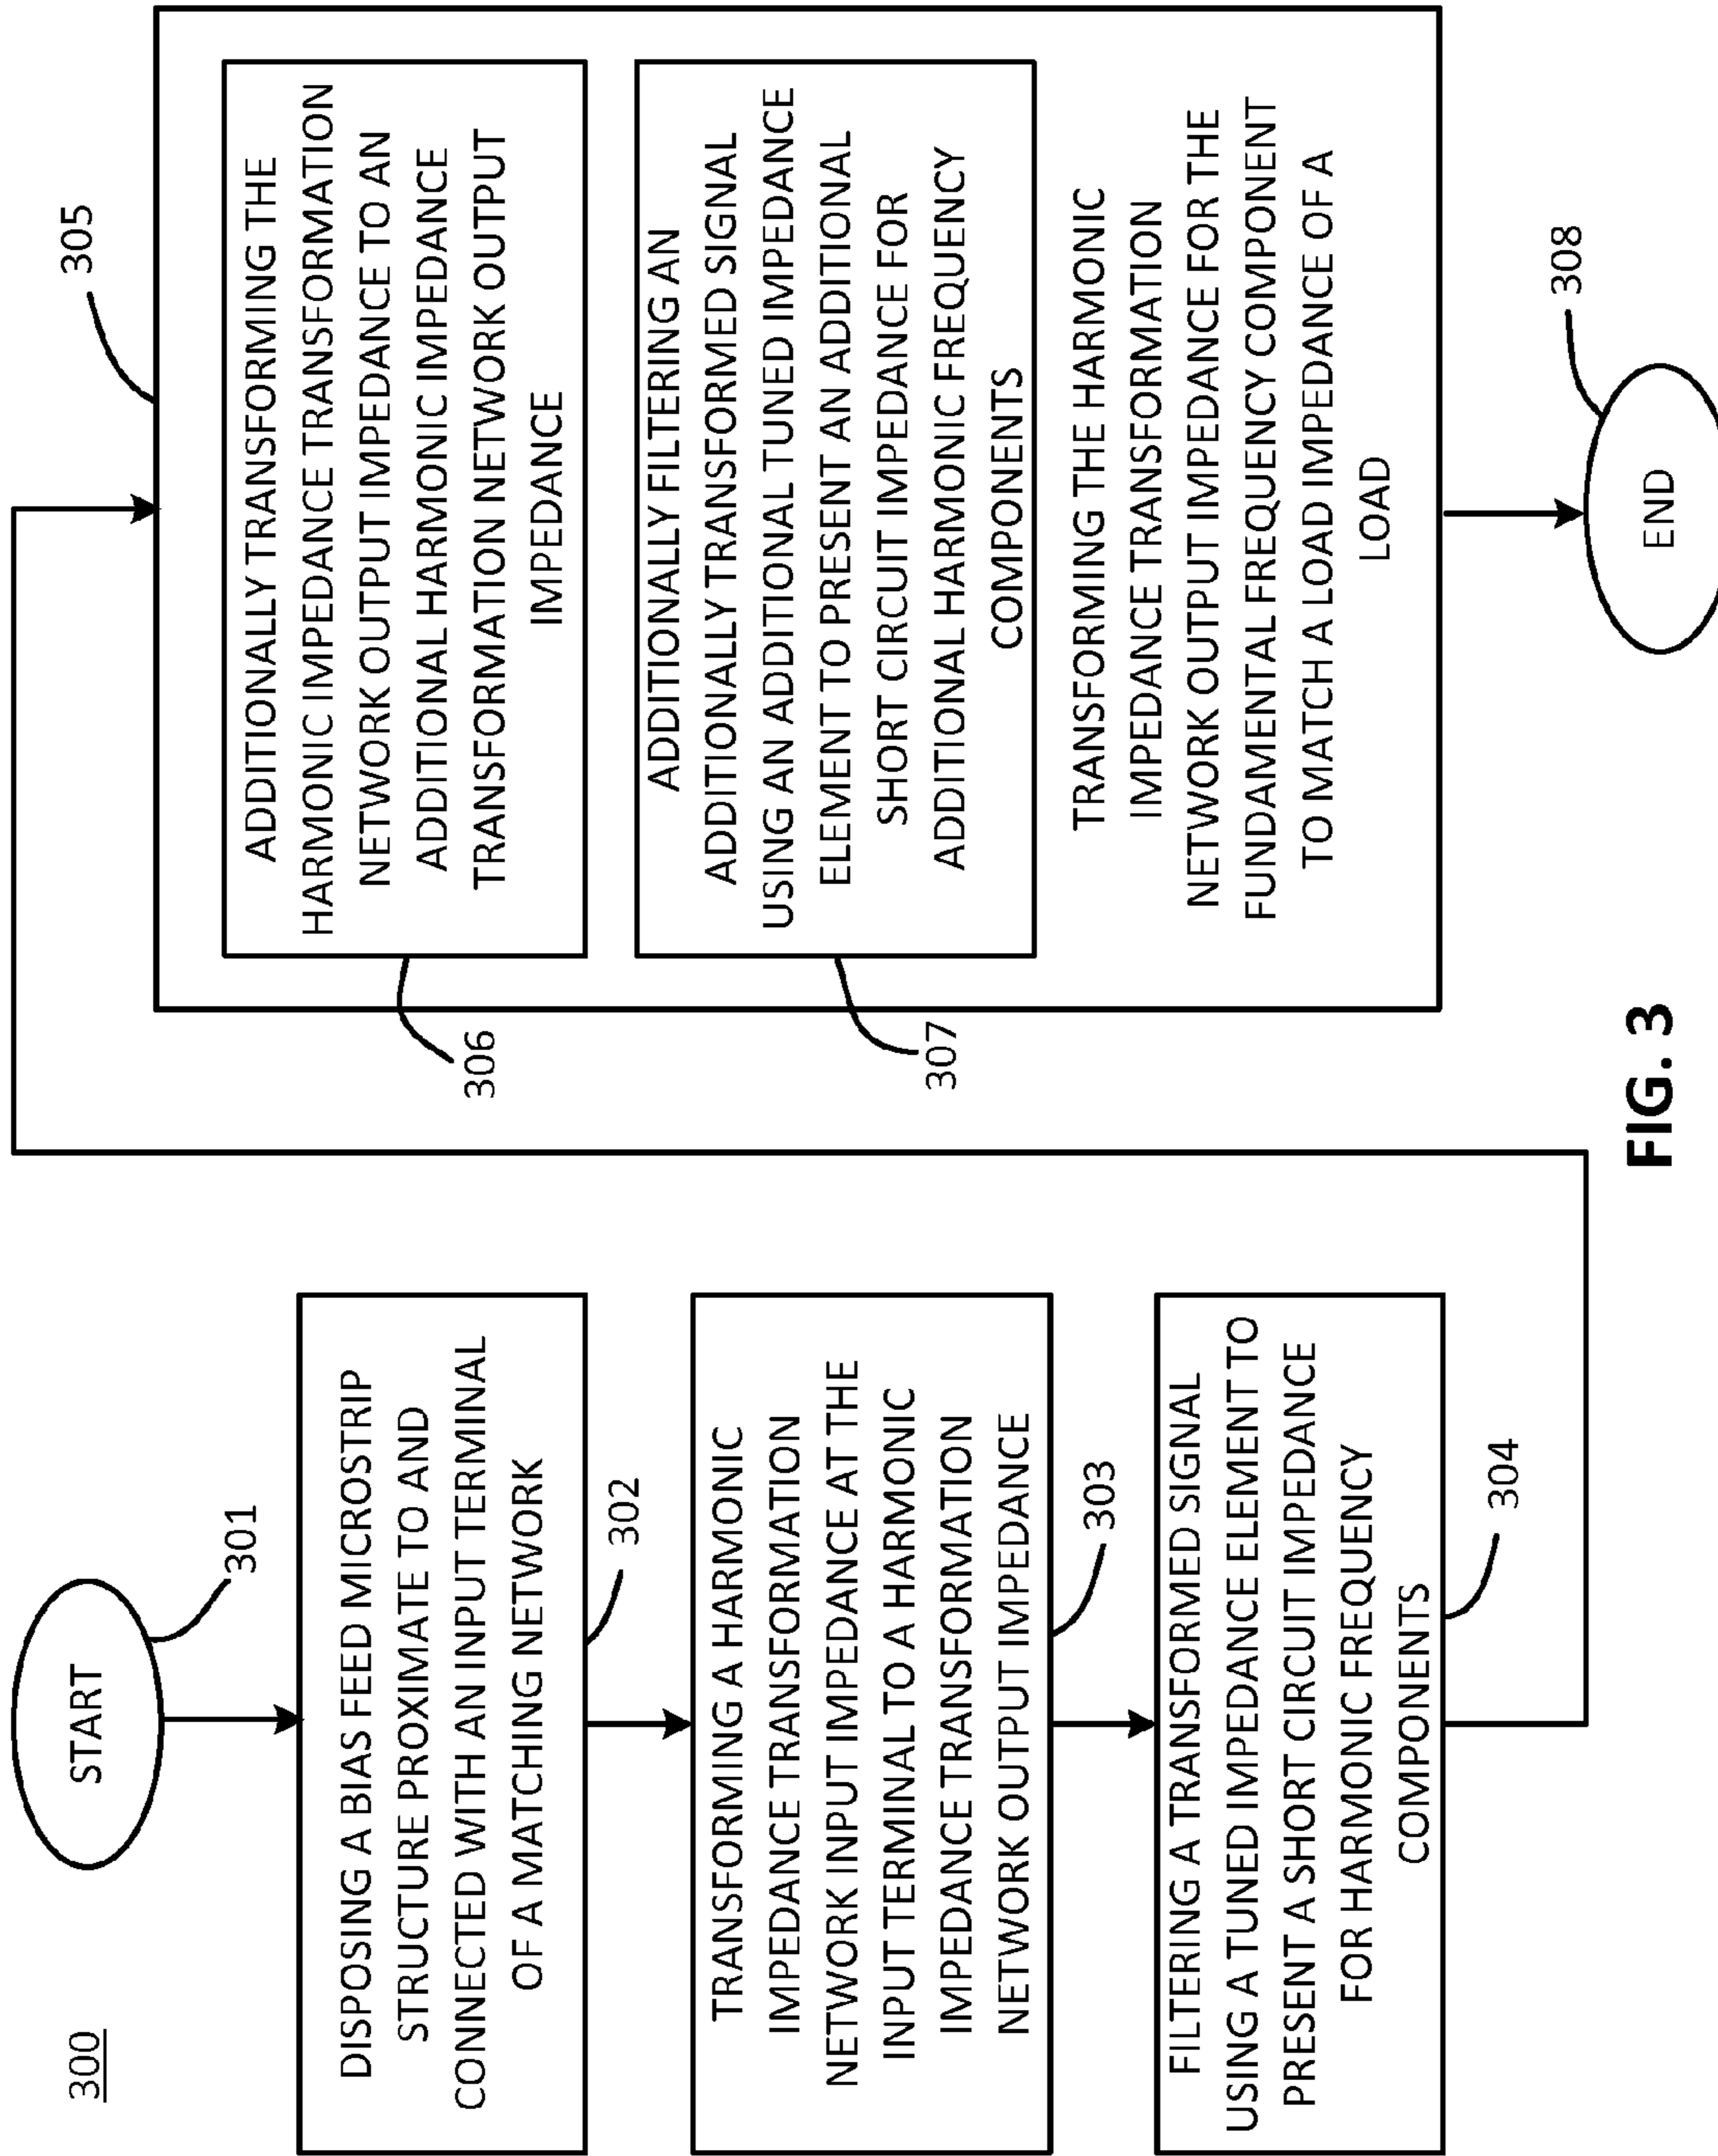 300
START
301
DISPOSING A BIAS FEED MICROSTRIP
STRUCTURE PROXIMATE TO AND
CONNECTED WITH AN INPUT TERMINAL
OF A MATCHING NETWORK
302
TRANSFORMING A HARMONIC
IMPEDANCE TRANSFORMATION
NETWORK INPUT IMPEDANCE AT THE
INPUT TERMINAL TO A HARMONIC
IMPEDANCE TRANSFORMATION
NETWORK OUTPUT IMPEDANCE
303
FILTERING A TRANSFORMED SIGNAL
USING A TUNED IMPEDANCE ELEMENT TO
PRESENT A SHORT CIRCUIT IMPEDANCE
FOR HARMONIC FREQUENCY
COMPONENTS
304
305
ADDITIONALLY TRANSFORMING THE
HARMONIC IMPEDANCE TRANSFORMATION
NETWORK OUTPUT IMPEDANCE TO AN
ADDITIONAL HARMONIC IMPEDANCE
TRANSFORMATION NETWORK OUTPUT
IMPEDANCE
306
ADDITIONALLY FILTERING AN
ADDITIONALLY TRANSFORMED SIGNAL
USING AN ADDITIONAL TUNED IMPEDANCE
ELEMENT TO PRESENT AN ADDITIONAL
SHORT CIRCUIT IMPEDANCE FOR
ADDITIONAL HARMONIC FREQUENCY
COMPONENTS
307
TRANSFORMING THE HARMONIC
IMPEDANCE TRANSFORMATION
NETWORK OUTPUT IMPEDANCE FOR THE
FUNDAMENTAL FREQUENCY COMPONENT
TO MATCH A LOAD IMPEDANCE OF A
LOAD
308
END
FIG. 3